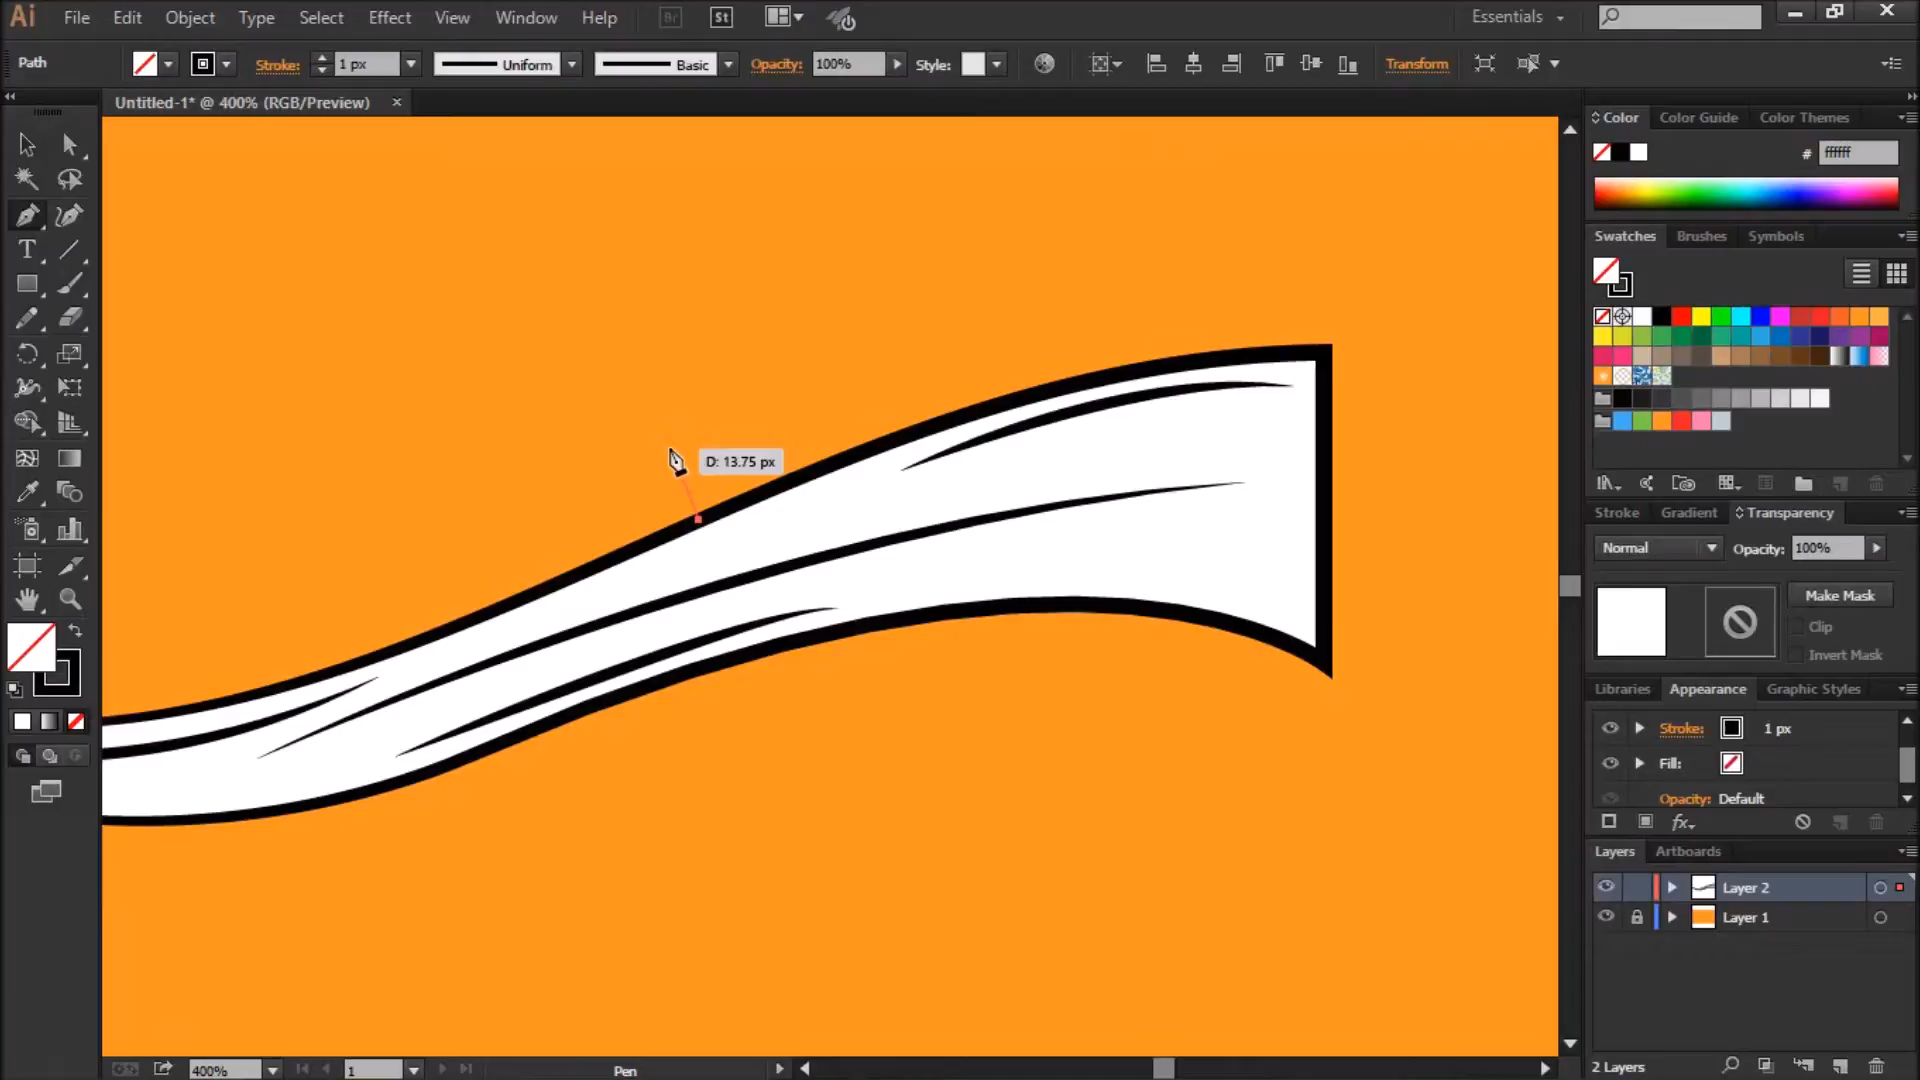 Ai File Edit Object Type Select Effect View Window Help Br St Essentials
Path Stroke: 1 px Uniform Basic Opacity: 100% Style: Transform
Untitled-1* @ 400% (RGB/Preview) ×
Color Color Guide Color Themes
# ffffff
Swatches Brushes Symbols
D: 13.75 px
Stroke Gradient Transparency
Normal Opacity: 100%
Make Mask
Clip
Invert Mask
Libraries Appearance Graphic Styles
Stroke: 1 px
Fill:
Opacity: Default
fx
Layers Artboards
Layer 2
Layer 1
2 Layers
400% 1 Pen